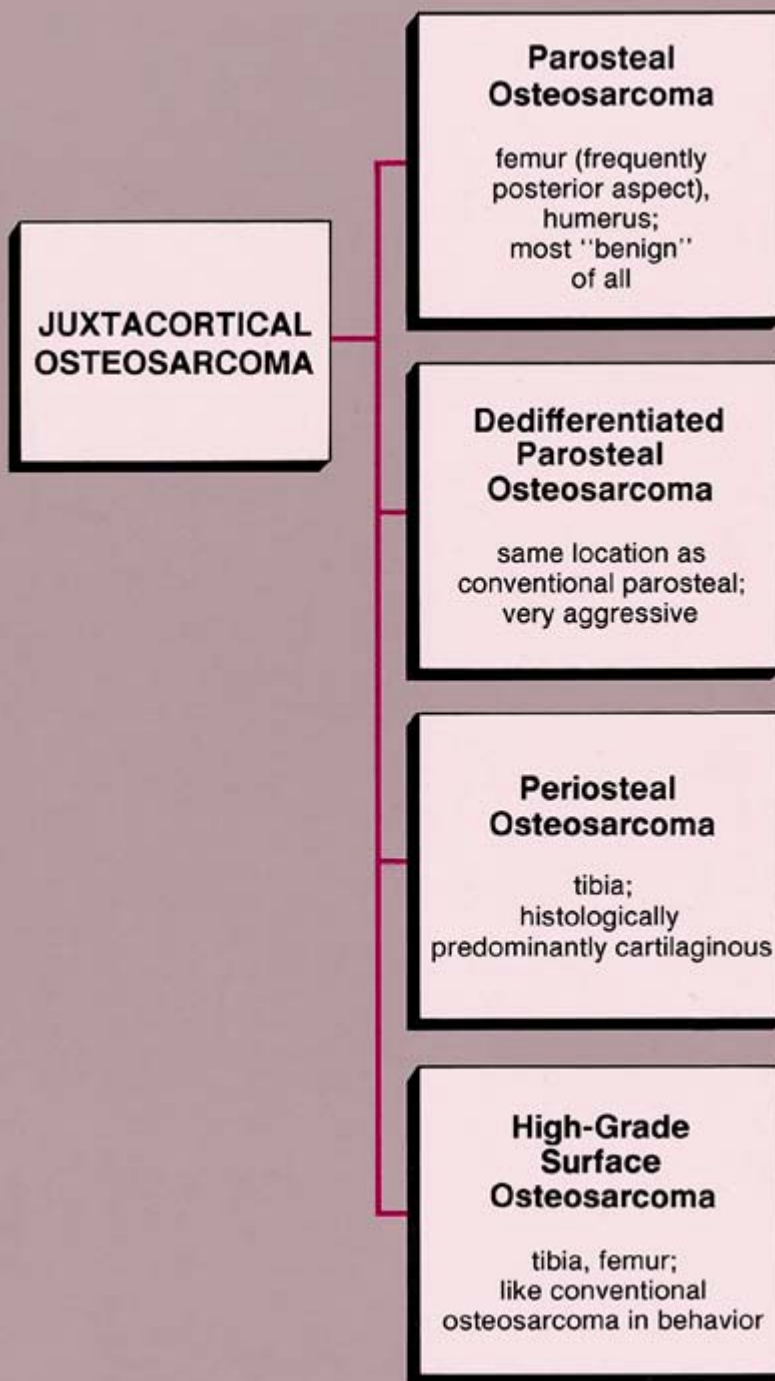 JUXTACORTICAL
OSTEOSARCOMA
Parosteal
Osteosarcoma
femur (frequently
posterior aspect),
humerus;
most "benign"
of all
Dedifferentiated
Parosteal
Osteosarcoma
same location as
conventional parosteal;
very aggressive
Periosteal
Osteosarcoma
tibia;
histologically
predominantly cartilaginous
High-Grade
Surface
Osteosarcoma
tibia, femur;
like conventional
osteosarcoma in behavior